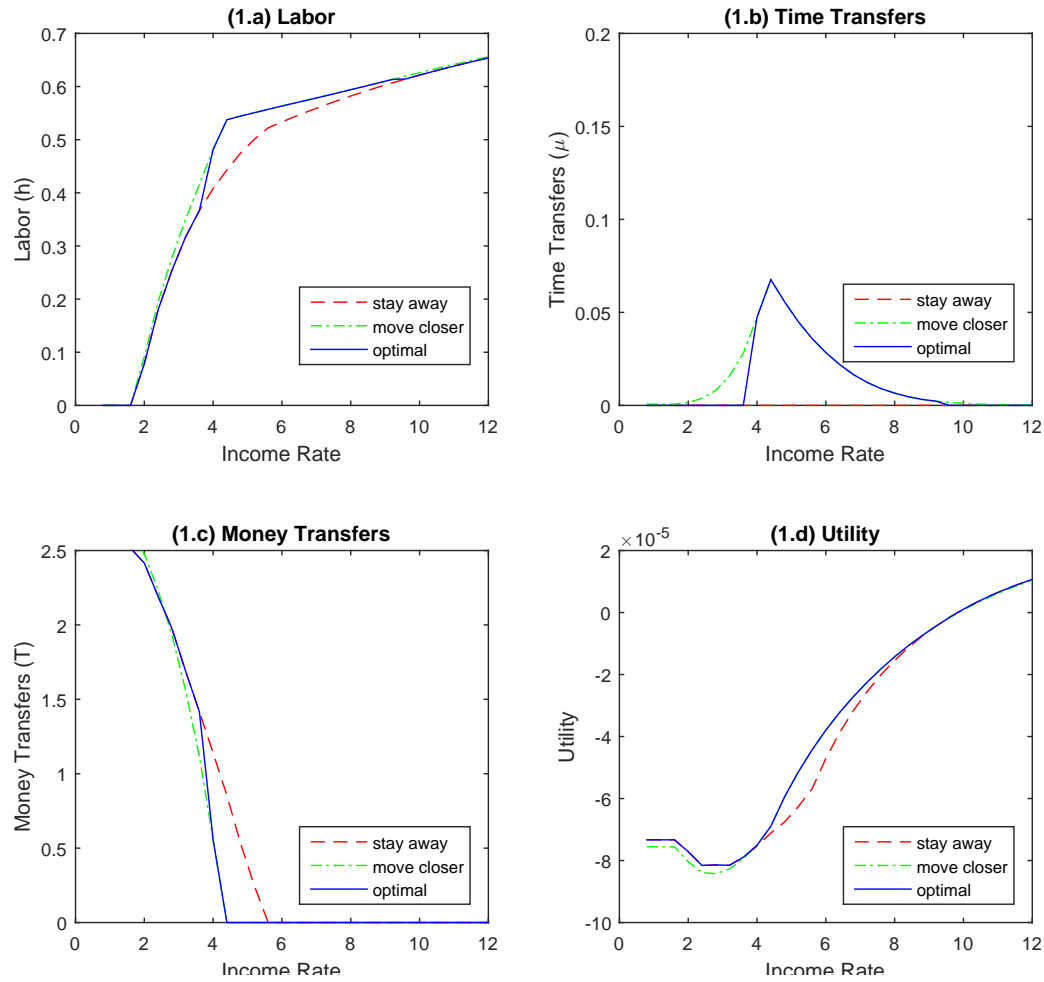 (1.a) Labor
0.7
0.6
0.5
0.4
0.3
0.2
0.1
0
0 2 4 6 8 10 12
Labor (h)
Income Rate
stay away
move closer
optimal
(1.b) Time Transfers
0.2
0.15
0.1
0.05
0
0 2 4 6 8 10 12
Time Transfers (μ)
Income Rate
stay away
move closer
optimal
(1.c) Money Transfers
2.5
2
1.5
1
0.5
0
0 2 4 6 8 10 12
Money Transfers (T)
Income Rate
stay away
move closer
optimal
(1.d) Utility
×10⁻⁵
2
0
-2
-4
-6
-8
-10
0 2 4 6 8 10 12
Utility
Income Rate
stay away
move closer
optimal